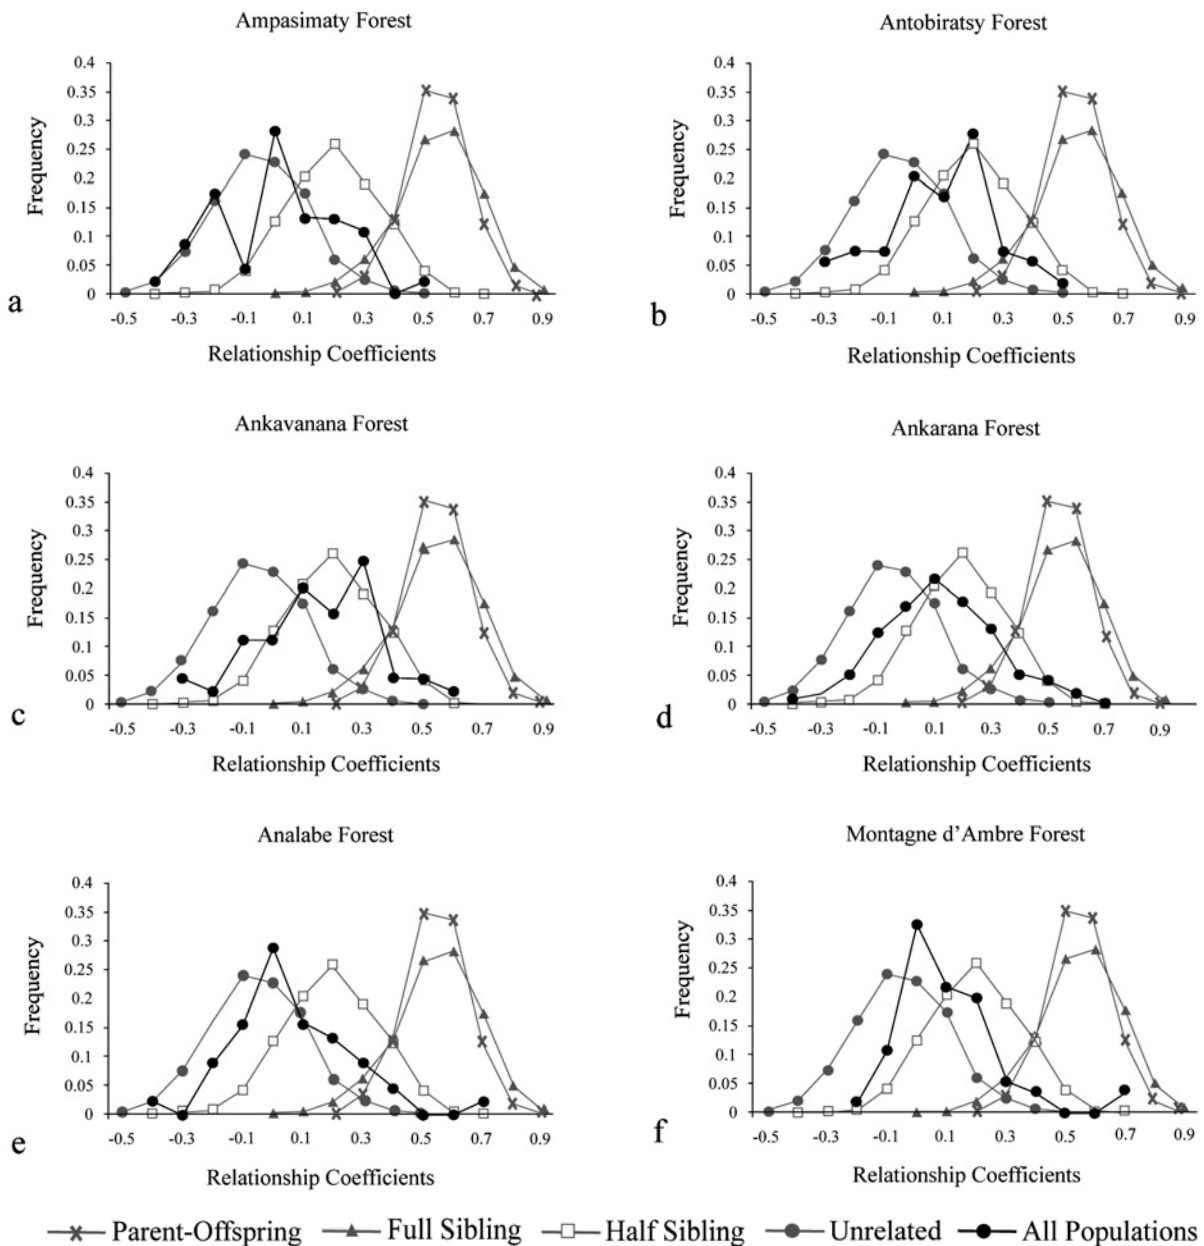 Ampasimaty Forest
Frequency
0.4
0.35
0.3
0.25
0.2
0.15
0.1
0.05
0
-0.5 -0.3 -0.1 0.1 0.3 0.5 0.7 0.9
Relationship Coefficients
a
Antobiratsy Forest
Frequency
0.4
0.35
0.3
0.25
0.2
0.15
0.1
0.05
0
-0.5 -0.3 -0.1 0.1 0.3 0.5 0.7 0.9
Relationship Coefficients
b
Ankavanana Forest
Frequency
0.4
0.35
0.3
0.25
0.2
0.15
0.1
0.05
0
-0.5 -0.3 -0.1 0.1 0.3 0.5 0.7 0.9
Relationship Coefficients
c
Ankarana Forest
Frequency
0.4
0.35
0.3
0.25
0.2
0.15
0.1
0.05
0
-0.5 -0.3 -0.1 0.1 0.3 0.5 0.7 0.9
Relationship Coefficients
d
Analabe Forest
Frequency
0.4
0.35
0.3
0.25
0.2
0.15
0.1
0.05
0
-0.5 -0.3 -0.1 0.1 0.3 0.5 0.7 0.9
Relationship Coefficients
e
Montagne d’Ambre Forest
Frequency
0.4
0.35
0.3
0.25
0.2
0.15
0.1
0.05
0
-0.5 -0.3 -0.1 0.1 0.3 0.5 0.7 0.9
Relationship Coefficients
f
Parent-Offspring Full Sibling Half Sibling Unrelated All Populations